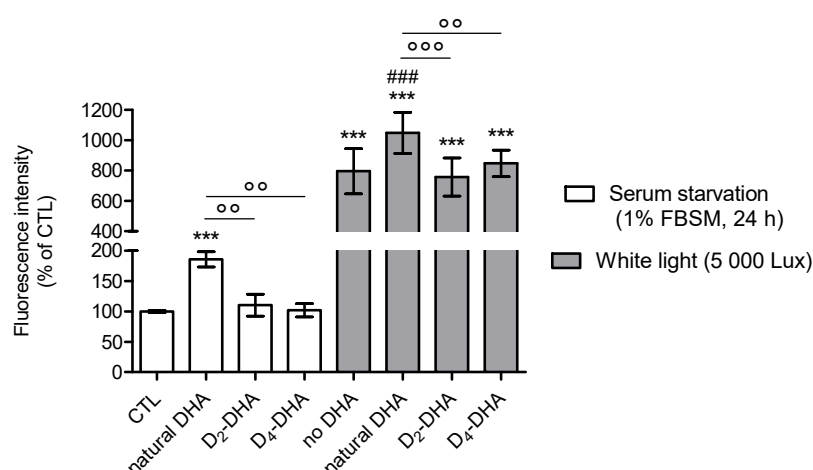 °°
°°°
###
***
Fluorescence intensity
(% of CTL)
1200
1000
800
600
400
200
150
100
50
0
°°
°°
***
***
***
***
CTL
natural DHA
D₂-DHA
D₄-DHA
no DHA
natural DHA
D₂-DHA
D₄-DHA
Serum starvation
(1% FBSM, 24 h)
White light (5 000 Lux)